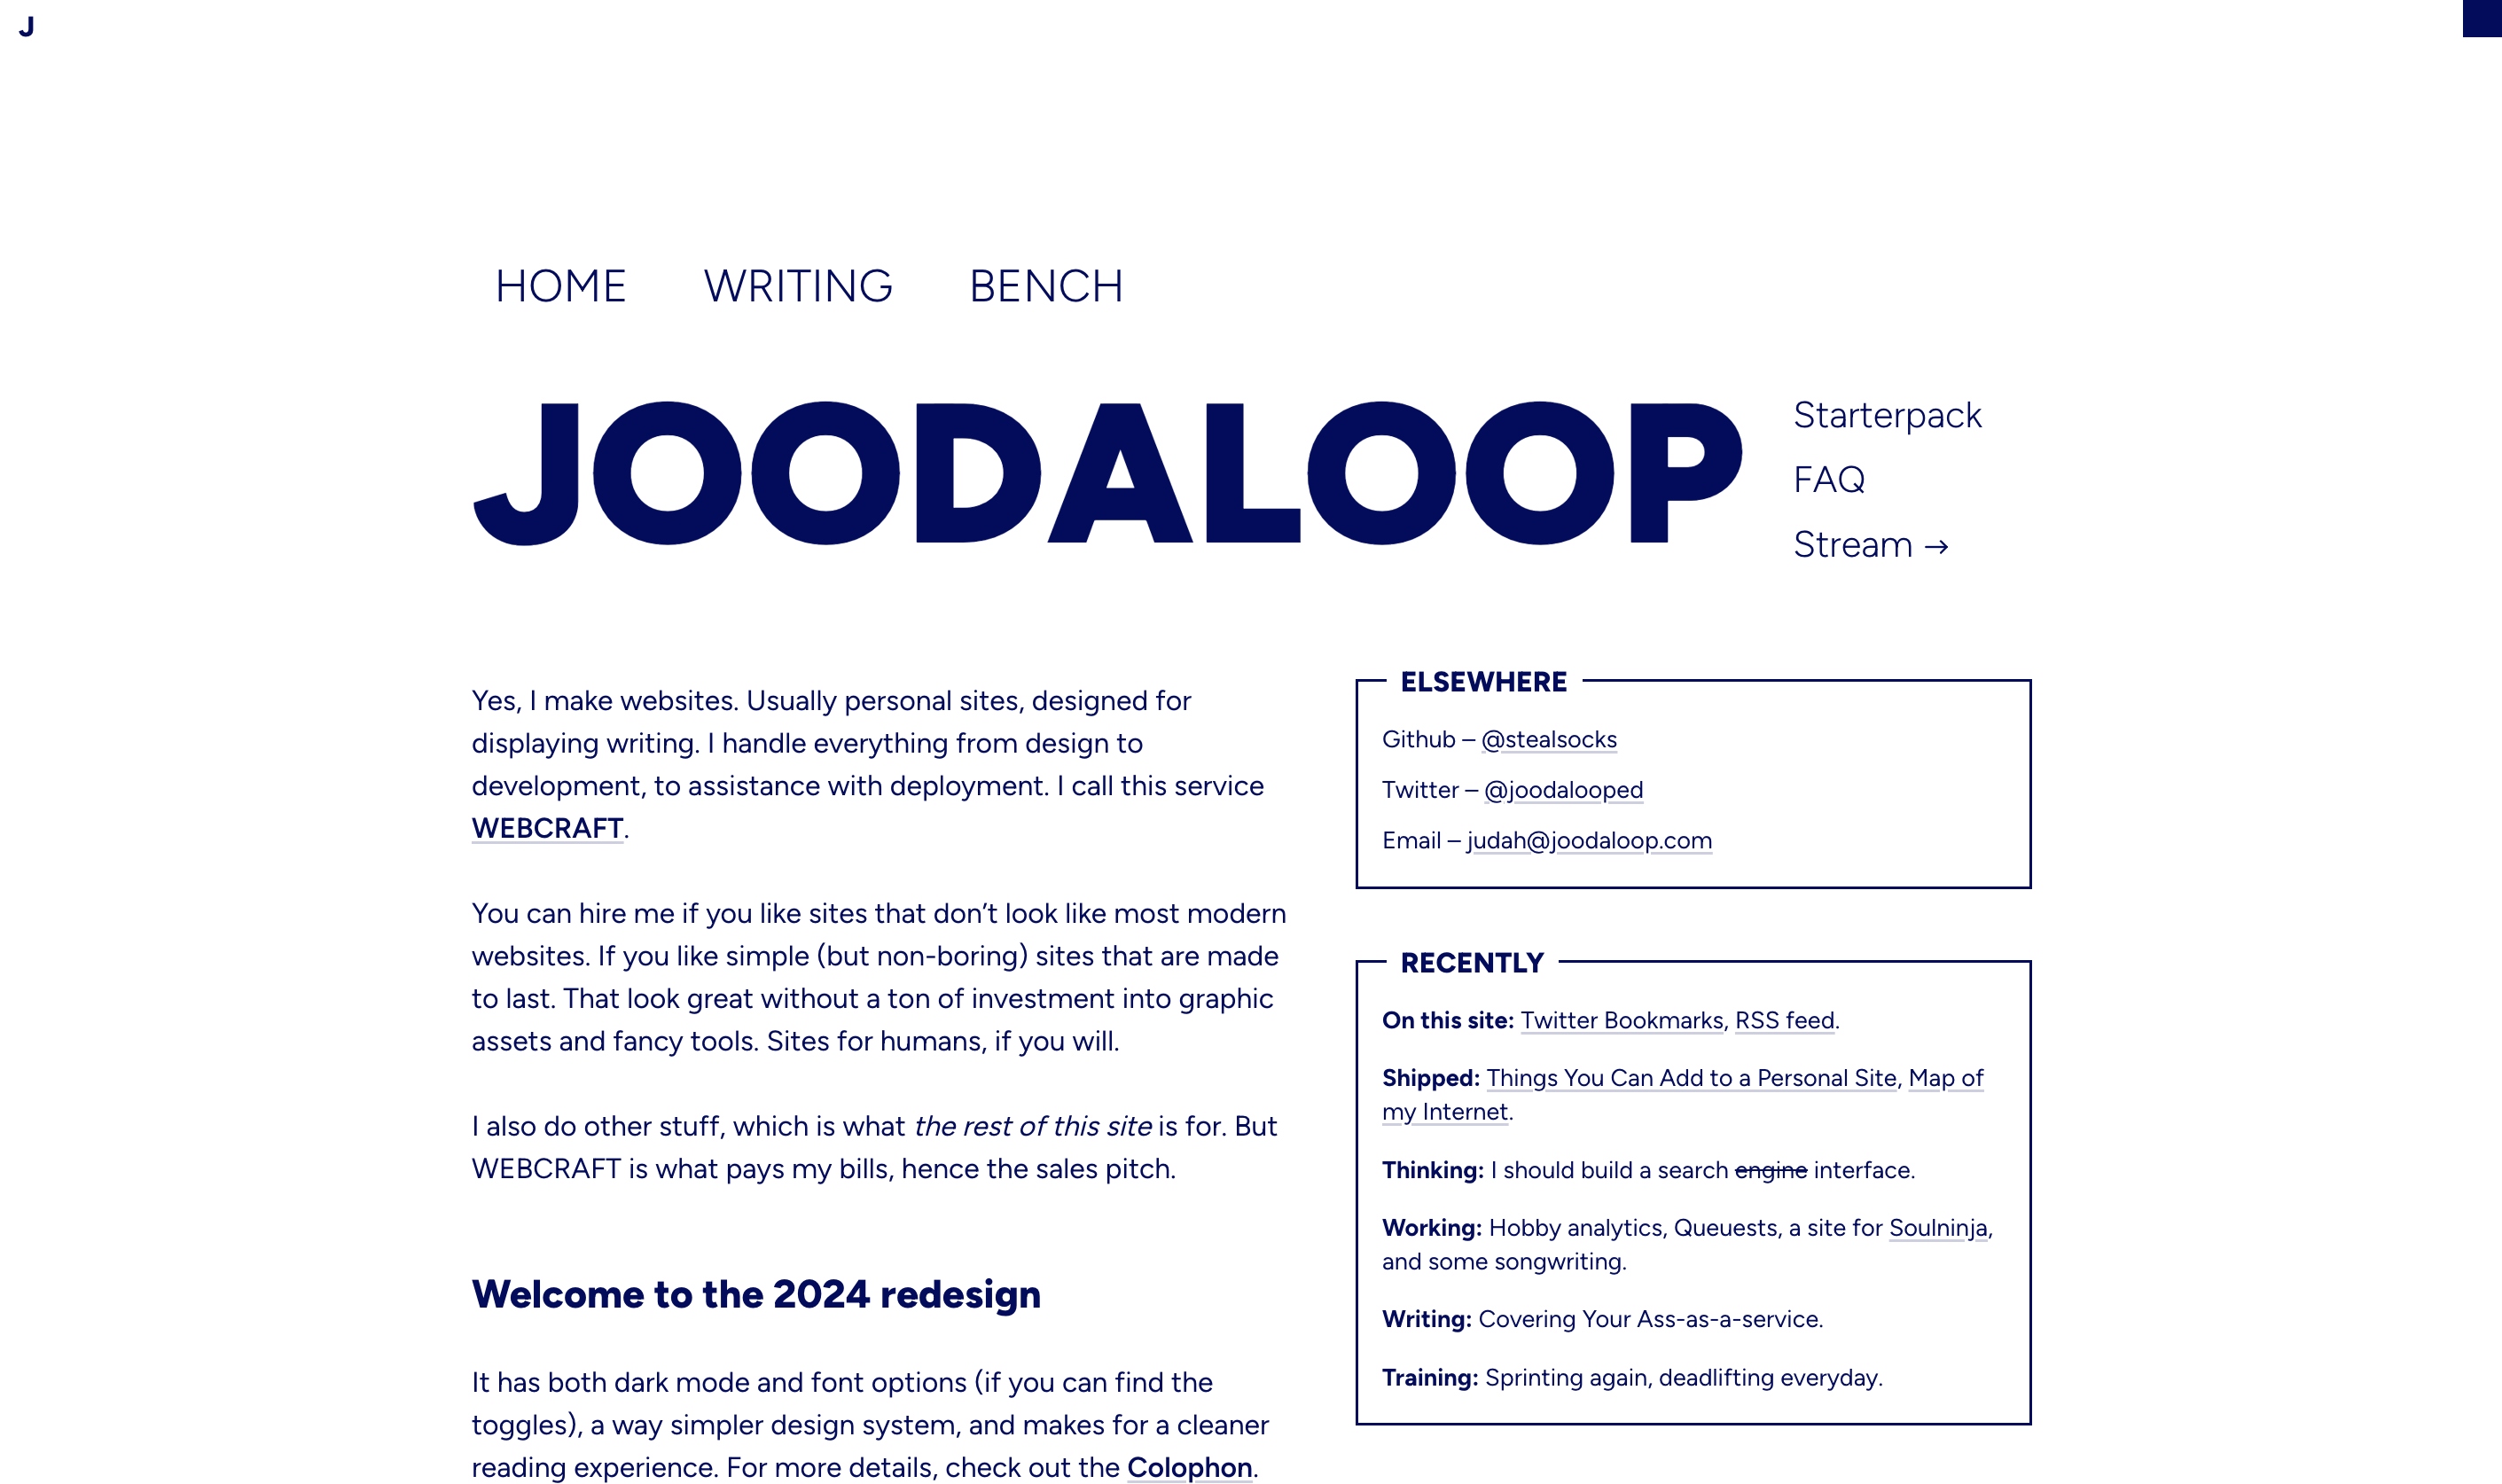 J
HOME WRITING BENCH
JOODALOOP
Starterpack
FAQ
Stream →
Yes, I make websites. Usually personal sites, designed for
displaying writing. I handle everything from design to
development, to assistance with deployment. I call this service
WEBCRAFT.
You can hire me if you like sites that don’t look like most modern
websites. If you like simple (but non-boring) sites that are made
to last. That look great without a ton of investment into graphic
assets and fancy tools. Sites for humans, if you will.
I also do other stuff, which is what the rest of this site is for. But
WEBCRAFT is what pays my bills, hence the sales pitch.
Welcome to the 2024 redesign
It has both dark mode and font options (if you can find the
toggles), a way simpler design system, and makes for a cleaner
reading experience. For more details, check out the Colophon.
ELSEWHERE
Github – @stealsocks
Twitter – @joodalooped
Email – judah@joodaloop.com
RECENTLY
On this site: Twitter Bookmarks, RSS feed.
Shipped: Things You Can Add to a Personal Site, Map of
my Internet.
Thinking: I should build a search engine interface.
Working: Hobby analytics, Queuests, a site for Soulninja,
and some songwriting.
Writing: Covering Your Ass-as-a-service.
Training: Sprinting again, deadlifting everyday.